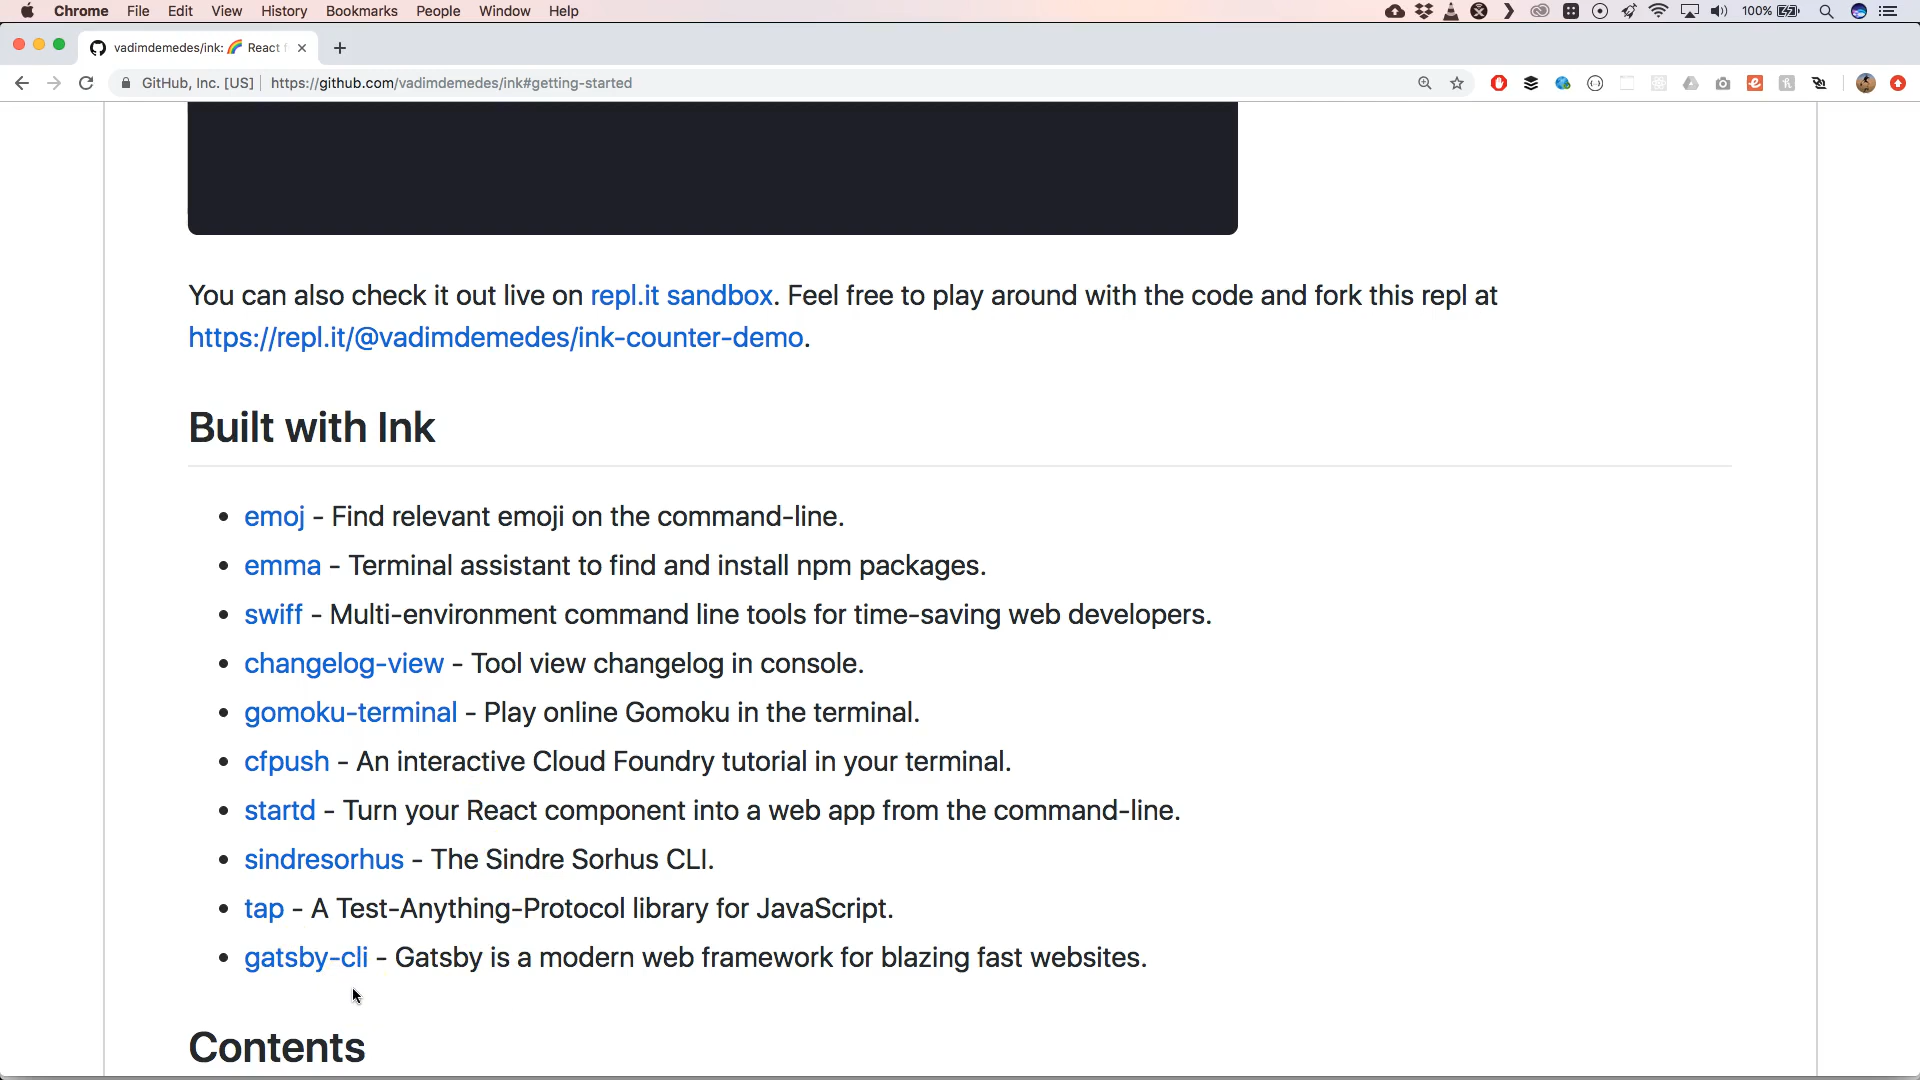 Chrome File Edit View History Bookmarks People Window Help 100%
vadimdemedes/ink: 🌈 React f
GitHub, Inc. [US] https://github.com/vadimdemedes/ink#getting-started
You can also check it out live on repl.it sandbox. Feel free to play around with the code and fork this repl at
https://repl.it/@vadimdemedes/ink-counter-demo.
Built with Ink
• emoj - Find relevant emoji on the command-line.
• emma - Terminal assistant to find and install npm packages.
• swiff - Multi-environment command line tools for time-saving web developers.
• changelog-view - Tool view changelog in console.
• gomoku-terminal - Play online Gomoku in the terminal.
• cfpush - An interactive Cloud Foundry tutorial in your terminal.
• startd - Turn your React component into a web app from the command-line.
• sindresorhus - The Sindre Sorhus CLI.
• tap - A Test-Anything-Protocol library for JavaScript.
• gatsby-cli - Gatsby is a modern web framework for blazing fast websites.
Contents